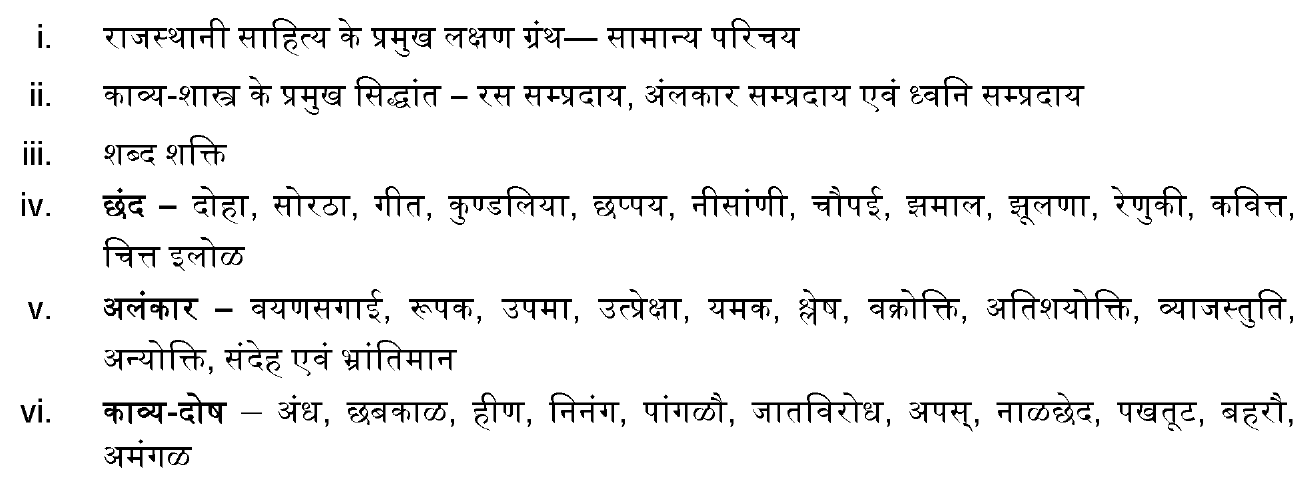 i. राजस्थानी साहित्य के प्रमुख लक्षण ग्रंथ— सामान्य परिचय
ii. काव्य-शास्त्र के प्रमुख सिद्धांत – रस सम्प्रदाय, अंलकार सम्प्रदाय एवं ध्वनि सम्प्रदाय
iii. शब्द शक्ति
iv. छंद – दोहा, सोरठा, गीत, कुण्डलिया, छप्पय, नीसांणी, चौपई, झमाल, झूलणा, रेणुकी, कवित्त,
चित्त इलोळ
v. अलंकार – वयणसगाई, रूपक, उपमा, उत्प्रेक्षा, यमक, श्लेष, वक्रोक्ति, अतिशयोक्ति, व्याजस्तुति,
अन्योक्ति, संदेह एवं भ्रांतिमान
vi. काव्य-दोष – अंध, छबकाळ, हीण, निनंग, पांगळौ, जातविरोध, अपस्, नाळछेद, पखतूट, बहरौ,
अमंगळ